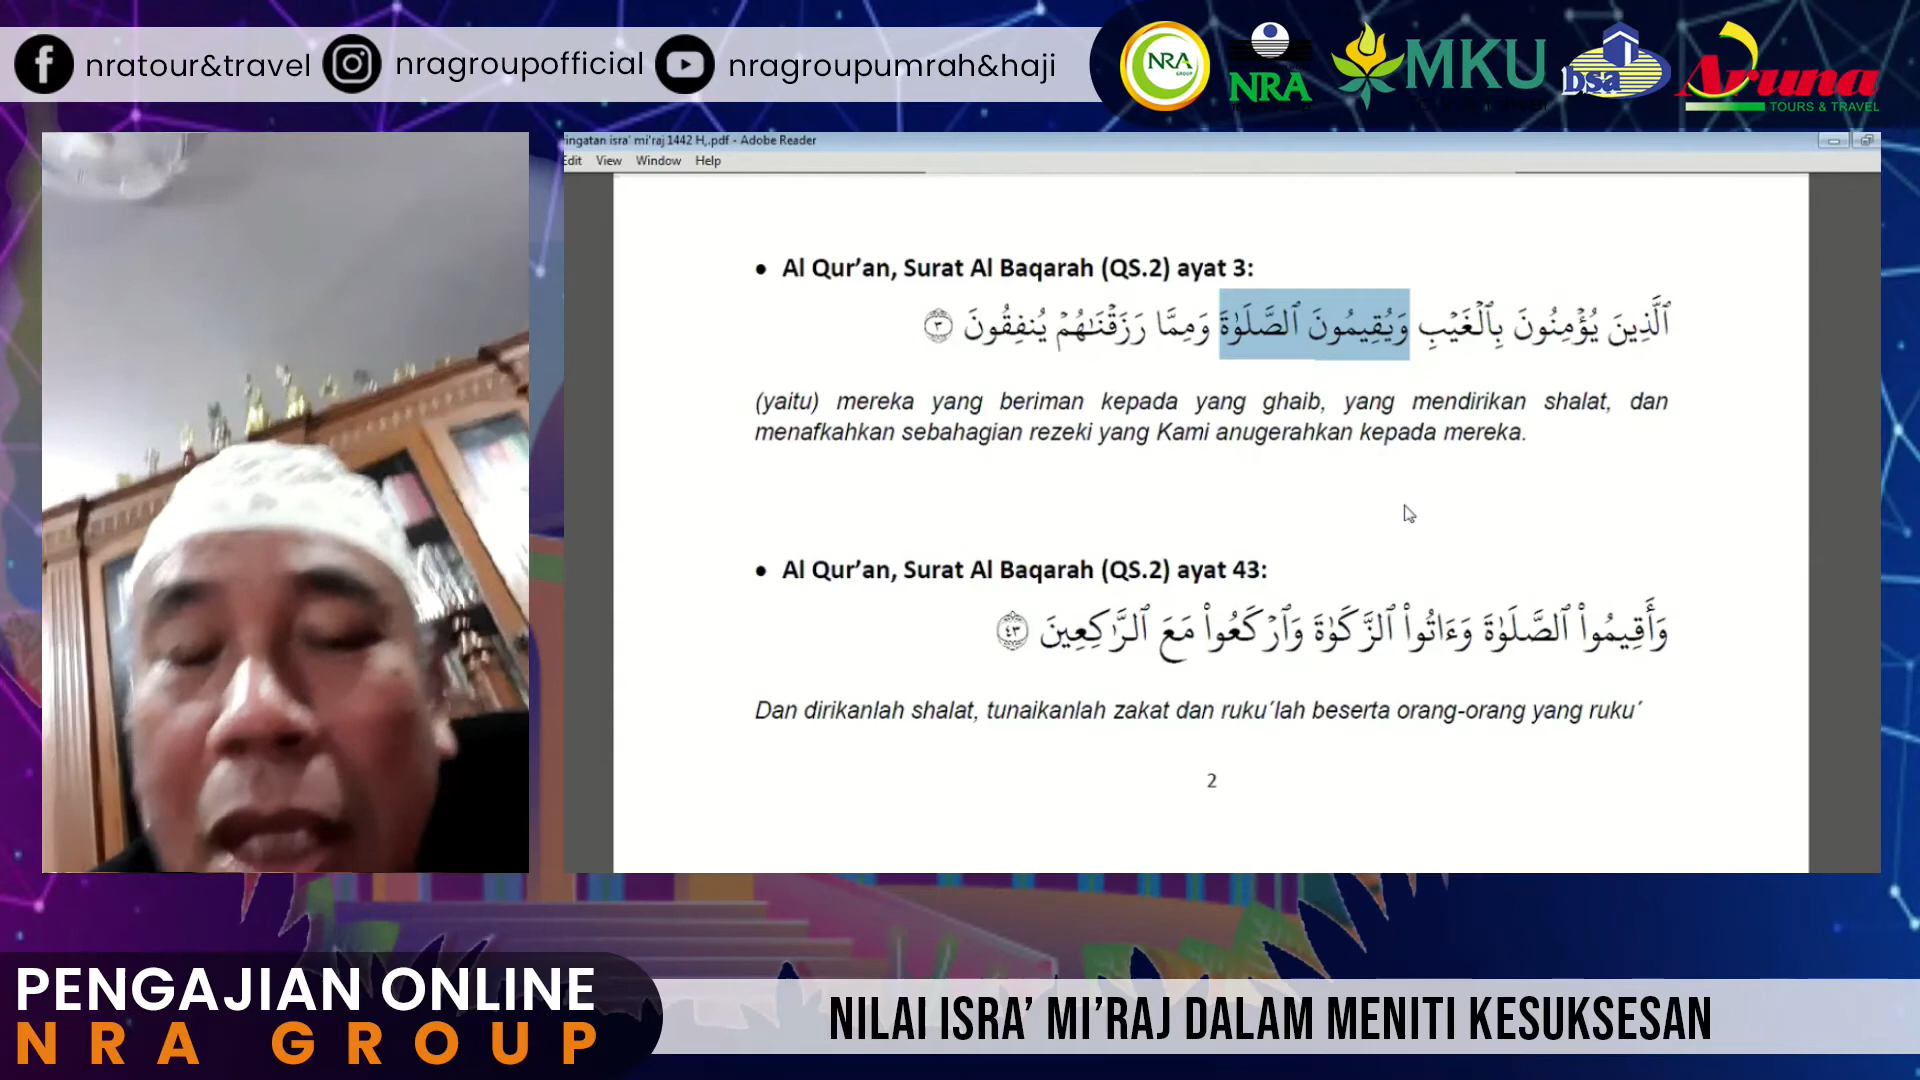 nratour&travel nragroupofficial nragroupumrah&haji
NRA GROUP NRA MKU bsa Aruna
TOURS & TRAVEL
ingatan isra' mi'raj 1442 H,.pdf - Adobe Reader
Edit View Window Help
• Al Qur’an, Surat Al Baqarah (QS.2) ayat 3:
ٱلَّذِينَ يُؤۡمِنُونَ بِٱلۡغَيۡبِ وَيُقِيمُونَ ٱلصَّلَوٰةَ وَمِمَّا رَزَقۡنَٰهُمۡ يُنفِقُونَ ٣
(yaitu) mereka yang beriman kepada yang ghaib, yang mendirikan shalat, dan
menafkahkan sebahagian rezeki yang Kami anugerahkan kepada mereka.
• Al Qur’an, Surat Al Baqarah (QS.2) ayat 43:
وَأَقِيمُواْ ٱلصَّلَوٰةَ وَءَاتُواْ ٱلزَّكَوٰةَ وَٱرۡكَعُواْ مَعَ ٱلرَّٰكِعِينَ ٤٣
Dan dirikanlah shalat, tunaikanlah zakat dan ruku´lah beserta orang-orang yang ruku´
2
PENGAJIAN ONLINE
NRA GROUP
NILAI ISRA’ MI’RAJ DALAM MENITI KESUKSESAN